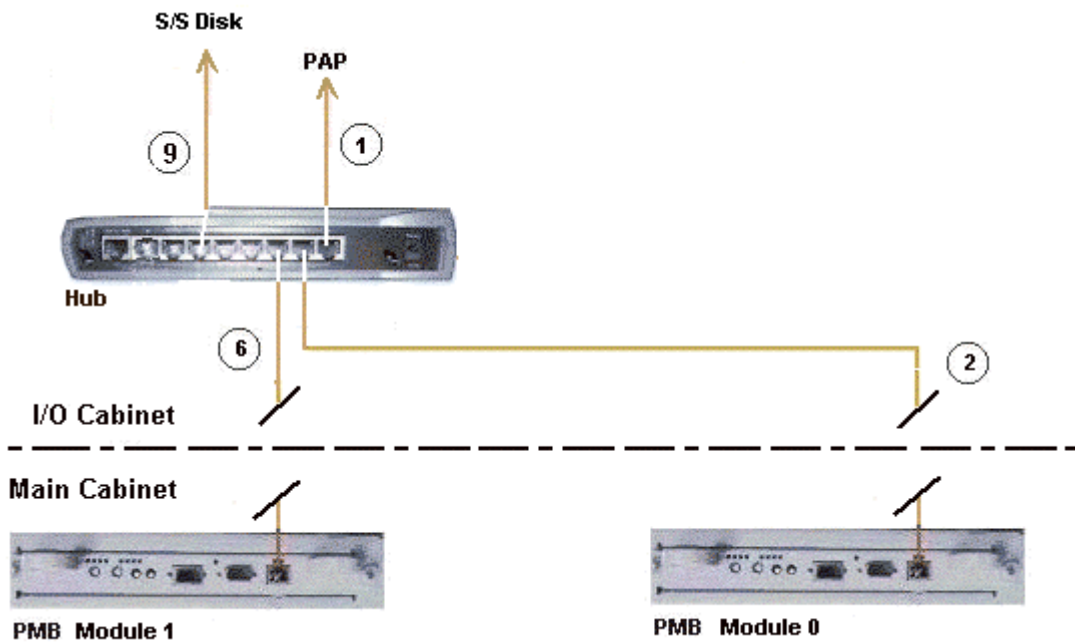 S/S Disk
PAP
9
1
Hub
6
2
I/O Cabinet
Main Cabinet
PMB Module 1
PMB Module 0